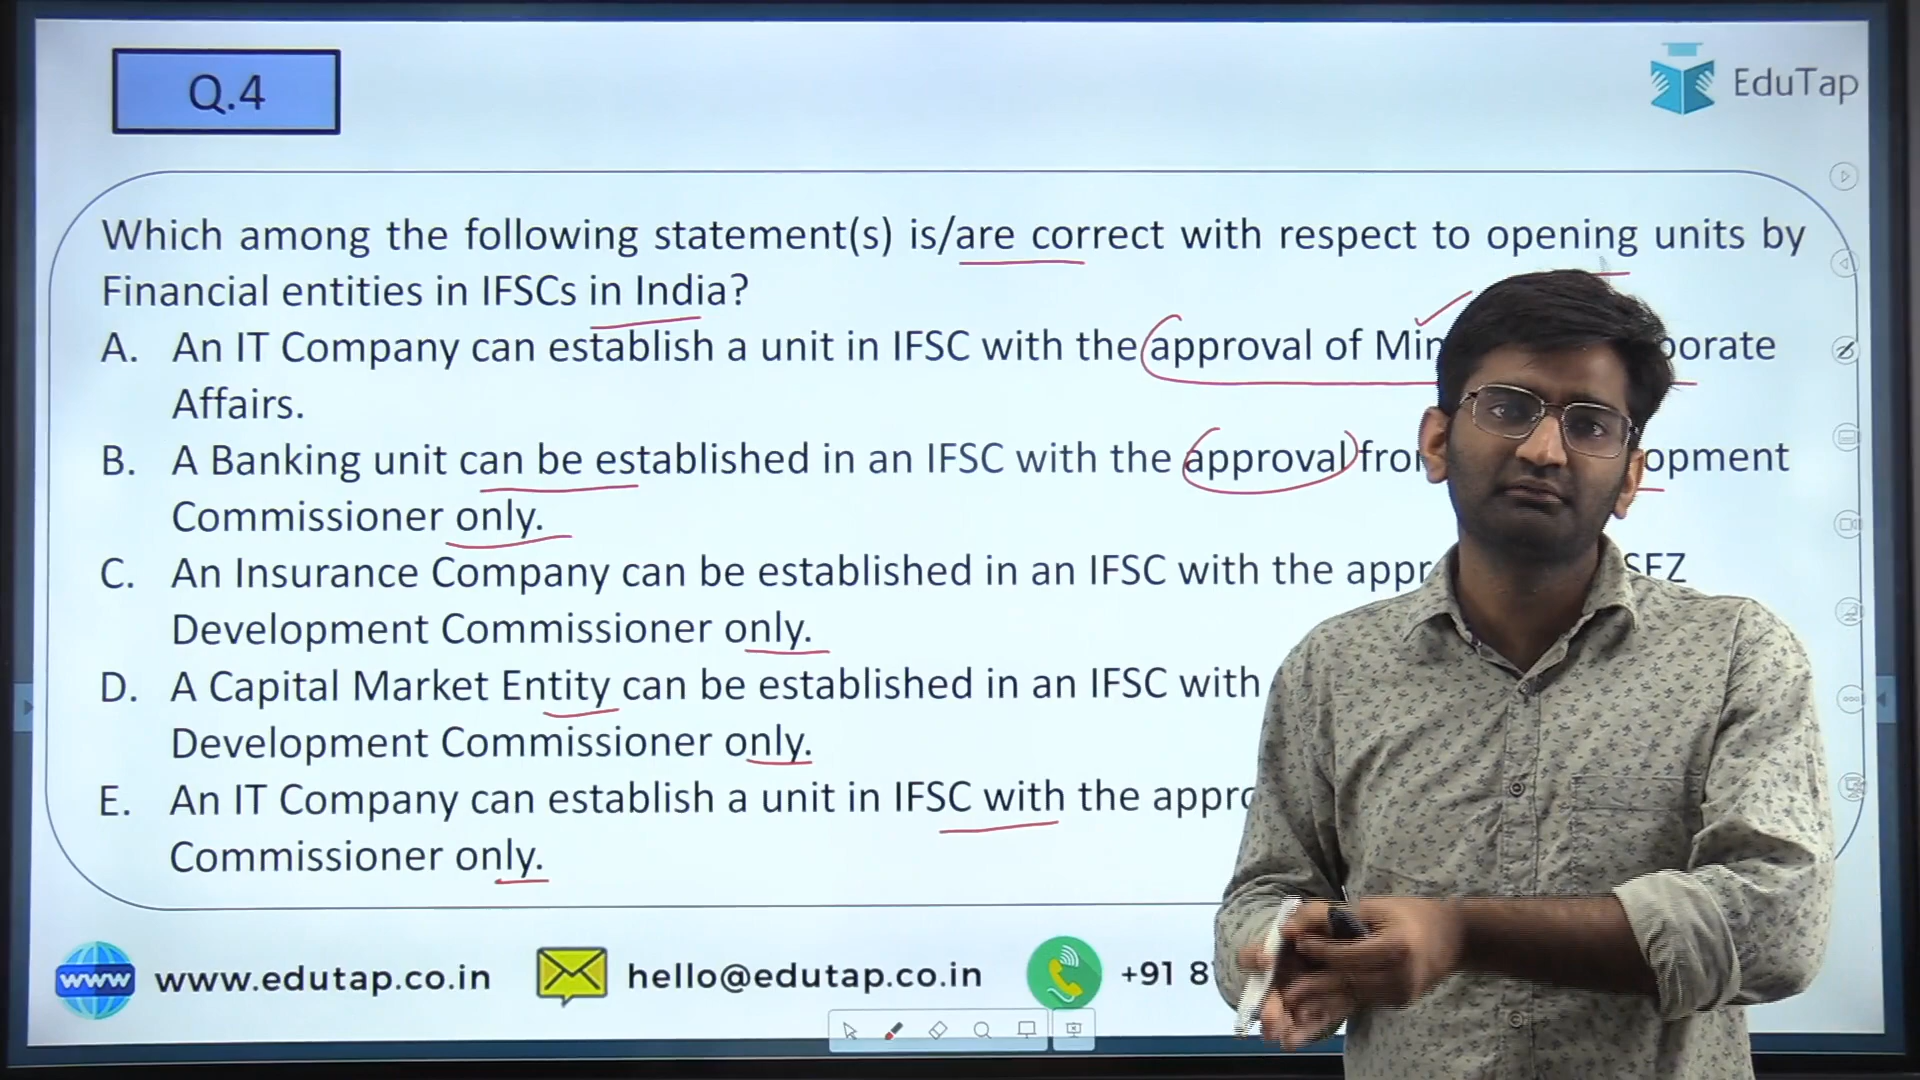 Q.4
EduTap
Which among the following statement(s) is/are correct with respect to opening units by
Financial entities in IFSCs in India?
A. An IT Company can establish a unit in IFSC with the approval of
Affairs.
B. A Banking unit can be established in an IFSC with the approval
Commissioner only.
C. An Insurance Company can be established in an IFSC with the SEZ
Development Commissioner only.
D. A Capital Market Entity can be established in an IFSC with
Development Commissioner only.
E. An IT Company can establish a unit in IFSC with the
Commissioner only.
www www.edutap.co.in hello@edutap.co.in +91